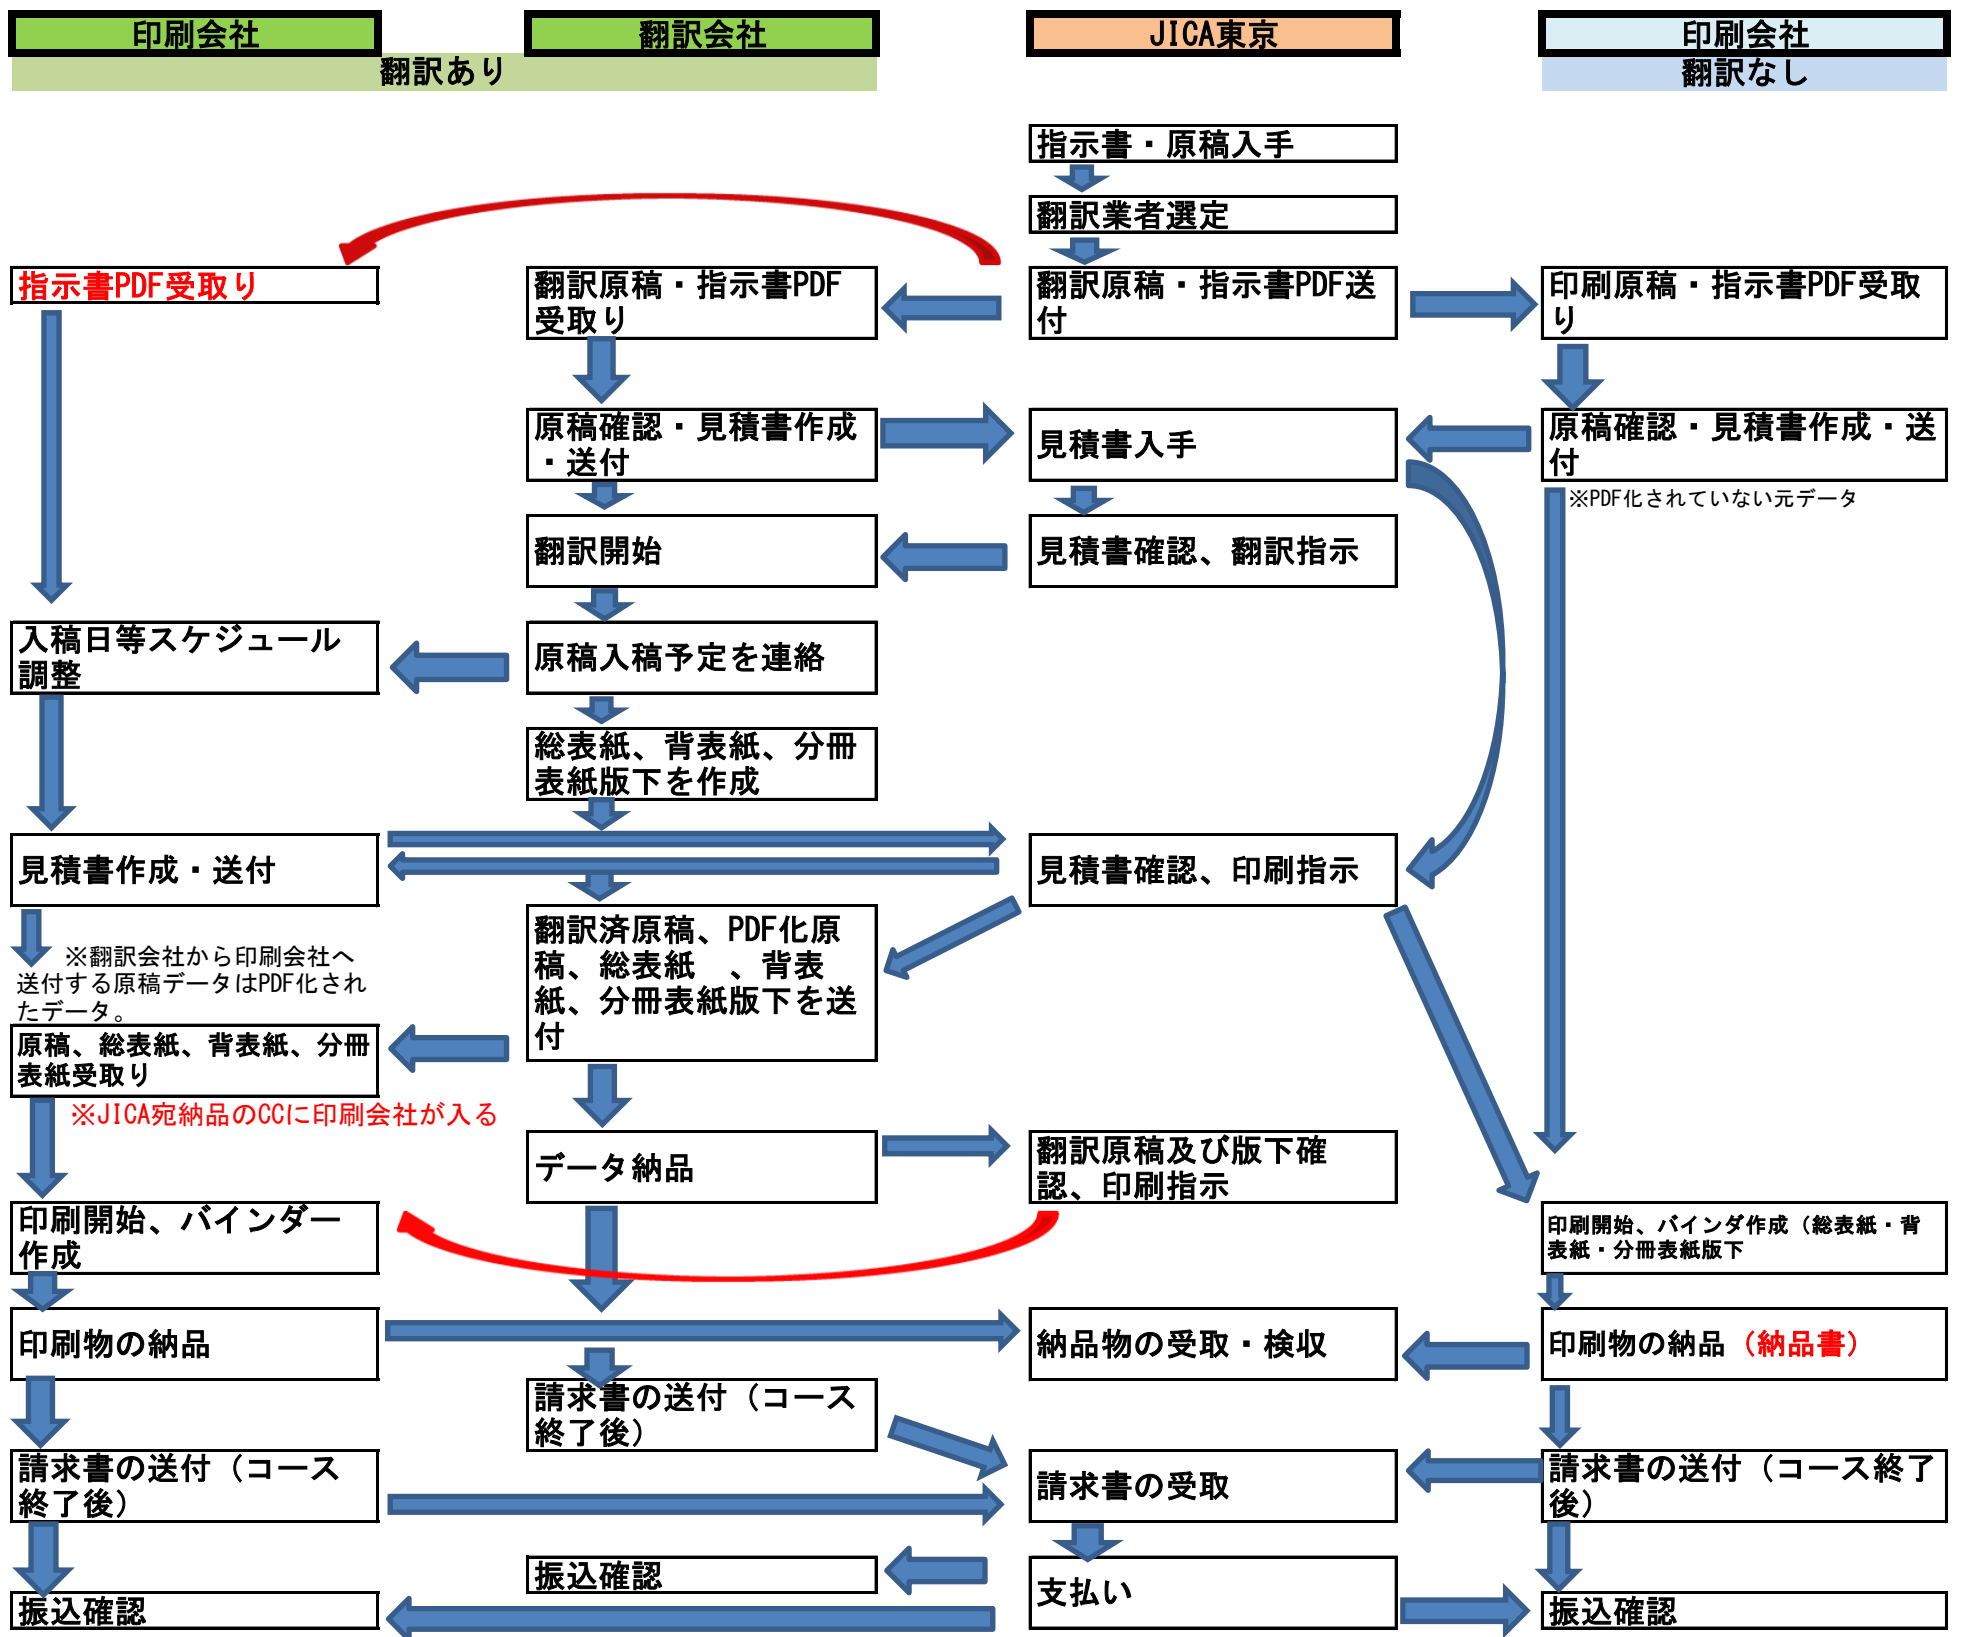 印刷会社
翻訳会社
JICA東京
印刷会社
翻訳あり
翻訳なし
指示書・原稿入手
翻訳業者選定
指示書PDF受取り
翻訳原稿・指示書PDF
受取り
翻訳原稿・指示書PDF送
付
印刷原稿・指示書PDF受取
り
原稿確認・見積書作成
・送付
見積書入手
原稿確認・見積書作成・送
付
※PDF化されていない元データ
翻訳開始
見積書確認、翻訳指示
入稿日等スケジュール
調整
原稿入稿予定を連絡
総表紙、背表紙、分冊
表紙版下を作成
見積書作成・送付
見積書確認、印刷指示
※翻訳会社から印刷会社へ
送付する原稿データはPDF化され
たデータ。
翻訳済原稿、PDF化原
稿、総表紙　、背表
紙、分冊表紙版下を送
付
原稿、総表紙、背表紙、分冊
表紙受取り
※JICA宛納品のCCに印刷会社が入る
データ納品
翻訳原稿及び版下確
認、印刷指示
印刷開始、バインダー
作成
印刷開始、バインダ作成（総表紙・背
表紙・分冊表紙版下
印刷物の納品
納品物の受取・検収
印刷物の納品（納品書）
請求書の送付（コース
終了後）
請求書の送付（コース
終了後）
請求書の受取
請求書の送付（コース終了
後）
振込確認
支払い
振込確認
振込確認